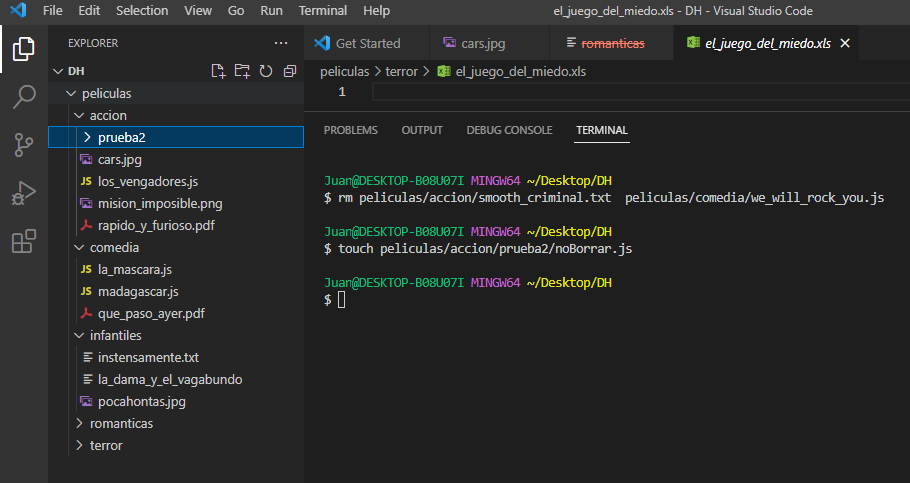 File Edit Selection View Go Run Terminal Help
el_juego_del_miedo.xls - DH - Visual Studio Code
EXPLORER
DH
peliculas
accion
prueba2
cars.jpg
JS los_vengadores.js
mision_imposible.png
rapido_y_furioso.pdf
comedia
JS la_mascara.js
JS madagascar.js
que_paso_ayer.pdf
infantiles
instensamente.txt
la_dama_y_el_vagabundo
pocahontas.jpg
romanticas
terror
Get Started
cars.jpg
romanticas
el_juego_del_miedo.xls
peliculas > terror > el_juego_del_miedo.xls
1
PROBLEMS OUTPUT DEBUG CONSOLE TERMINAL
Juan@DESKTOP-B08U07I MINGW64 ~/Desktop/DH
$ rm peliculas/accion/smooth_criminal.txt  peliculas/comedia/we_will_rock_you.js
Juan@DESKTOP-B08U07I MINGW64 ~/Desktop/DH
$ touch peliculas/accion/prueba2/noBorrar.js
Juan@DESKTOP-B08U07I MINGW64 ~/Desktop/DH
$